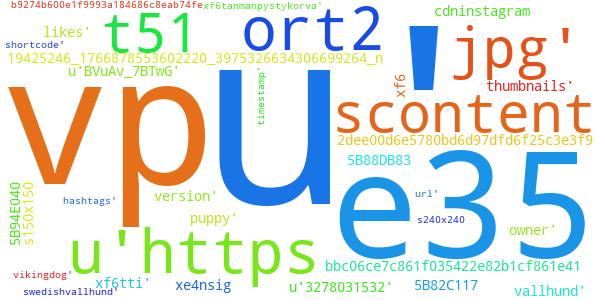 b9274b600e1f9993a184686c8eab74fe
xf6tanmanpystykorva'
likes'
t51
ort2
cdninstagram
shortcode'
19425246_1766878553602220_3975326634306699264_n
'
jpg'
u'BVuAv_7BTwG'
timestamp'
xf6
thumbnails'
vpu
scontent
2dee00d6e5780bd6d97dfd6f25c3e3f9
5B88DB83
e35
5B94E040
s150x150
hashtags'
version'
url'
puppy'
s240x240
owner'
u'https
bbc06ce7c861f035422e82b1cf861e41
vikingdog'
xf6tti'
xe4nsig
u'3278031532'
5B82C117
swedishvallhund'
vallhund'